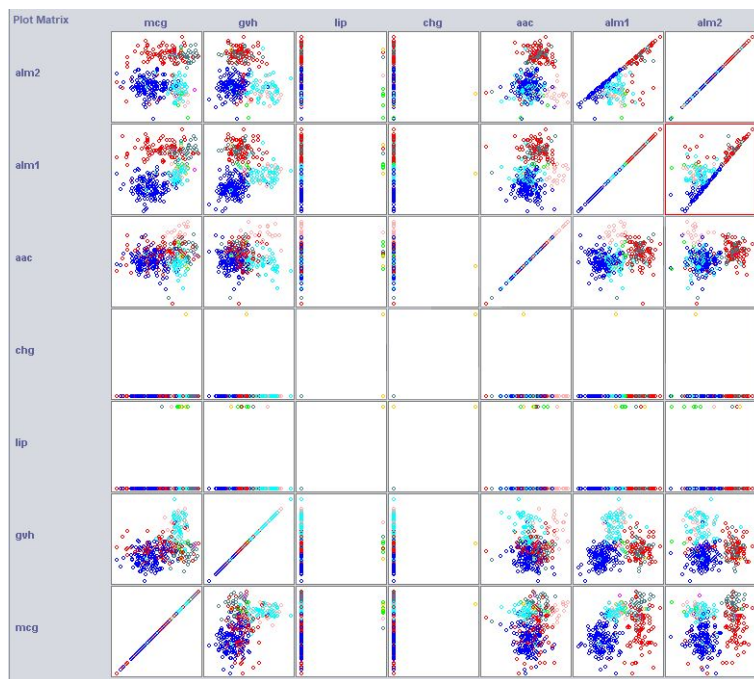 Plot Matrix
mcg gvh lip chg aac alm1 alm2
alm2
alm1
aac
chg
lip
gvh
mcg